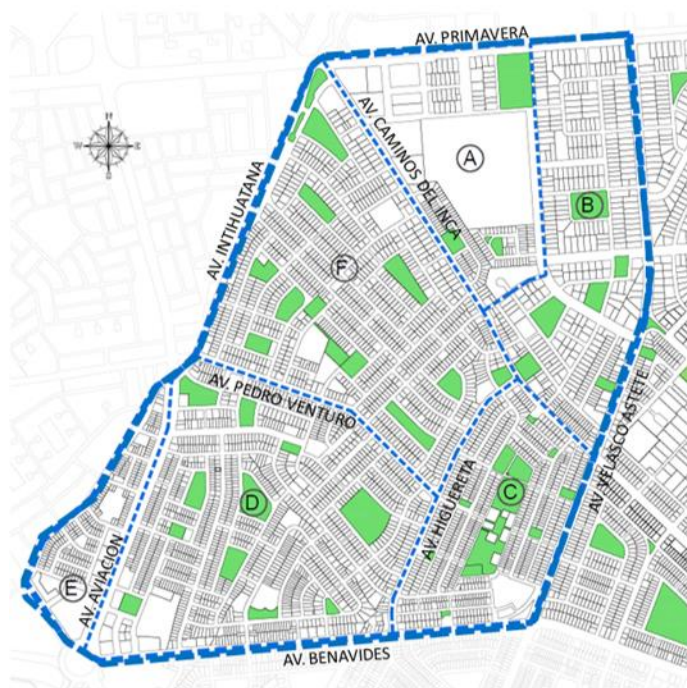 AV. PRIMAVERA
N
W
E
S
AV. CAMINOS DEL INCA
A
B
AV. INTIHUATANA
F
AV. PEDRO VENTURO
AV. VELASCO ASTETE
D
AV. HIGUERETA
C
AV. AVIACION
E
AV. BENAVIDES